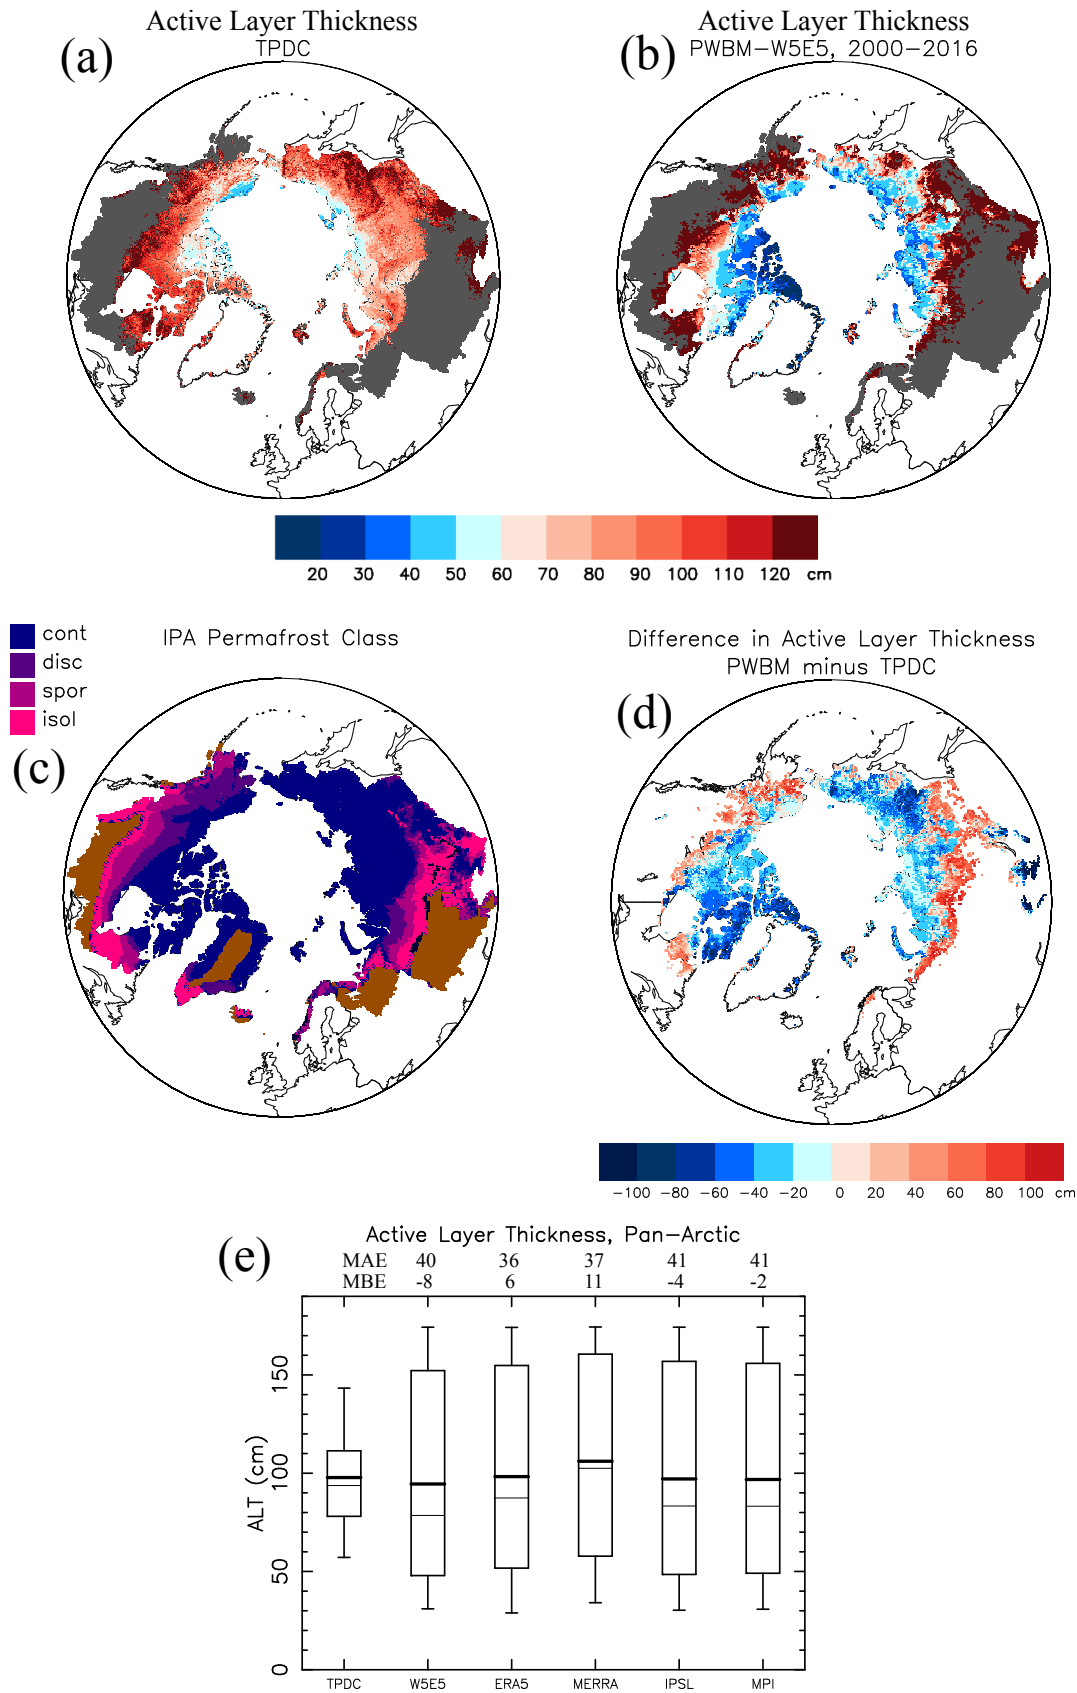 Active Layer Thickness
TPDC
(a)
Active Layer Thickness
PWBM-W5E5, 2000-2016
(b)
20 30 40 50 60 70 80 90 100 110 120 cm
cont
disc
spor
isol
IPA Permafrost Class
(c)
Difference in Active Layer Thickness
PWBM minus TPDC
(d)
-100 -80 -60 -40 -20 0 20 40 60 80 100 cm
(e)
Active Layer Thickness, Pan-Arctic
MAE 40 36 37 41 41
MBE -8 6 11 -4 -2
ALT (cm)
150
100
50
0
TPDC W5E5 ERA5 MERRA IPSL MPI